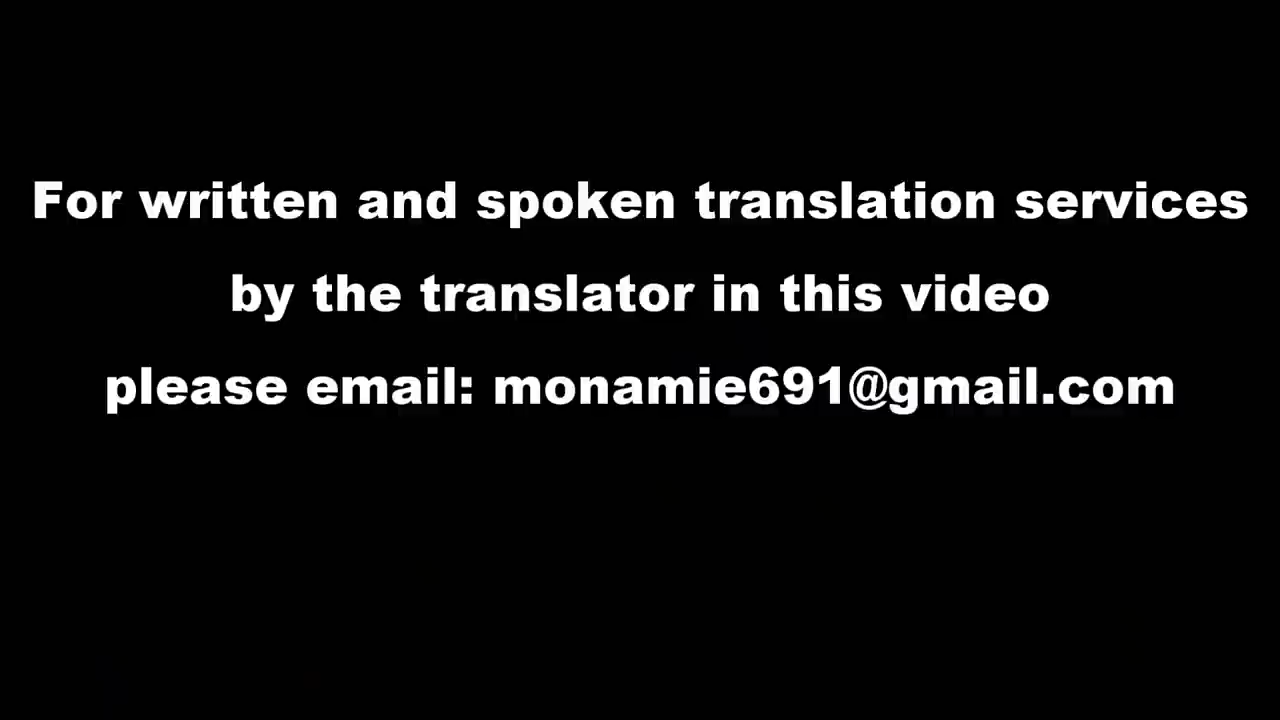 For written and spoken translation services
by the translator in this video
please email: monamie691@gmail.com